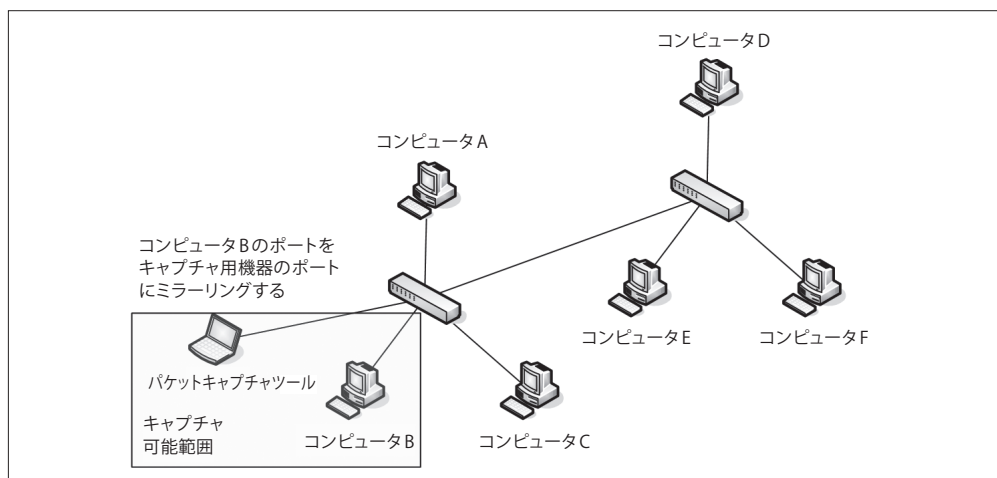 コンピュータD
コンピュータA
コンピュータBのポートを
キャプチャ用機器のポート
にミラーリングする
コンピュータE
コンピュータF
パケットキャプチャツール
キャプチャ
可能範囲
コンピュータB
コンピュータC